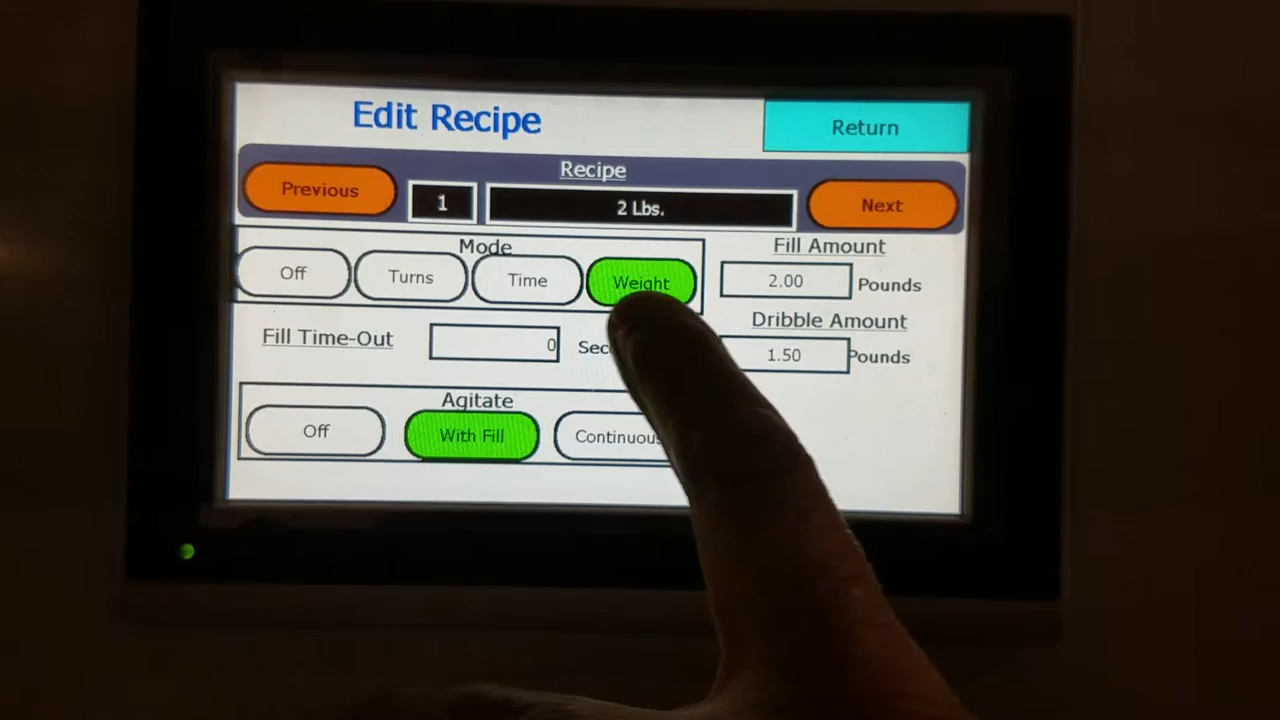 Edit Recipe
Return
Recipe
Previous
1
2 Lbs.
Next
Mode
Off
Turns
Time
Weight
Fill Amount
2.00
Pounds
Fill Time-Out
0
Dribble Amount
1.50
Pounds
Agitate
Off
With Fill
Continuous